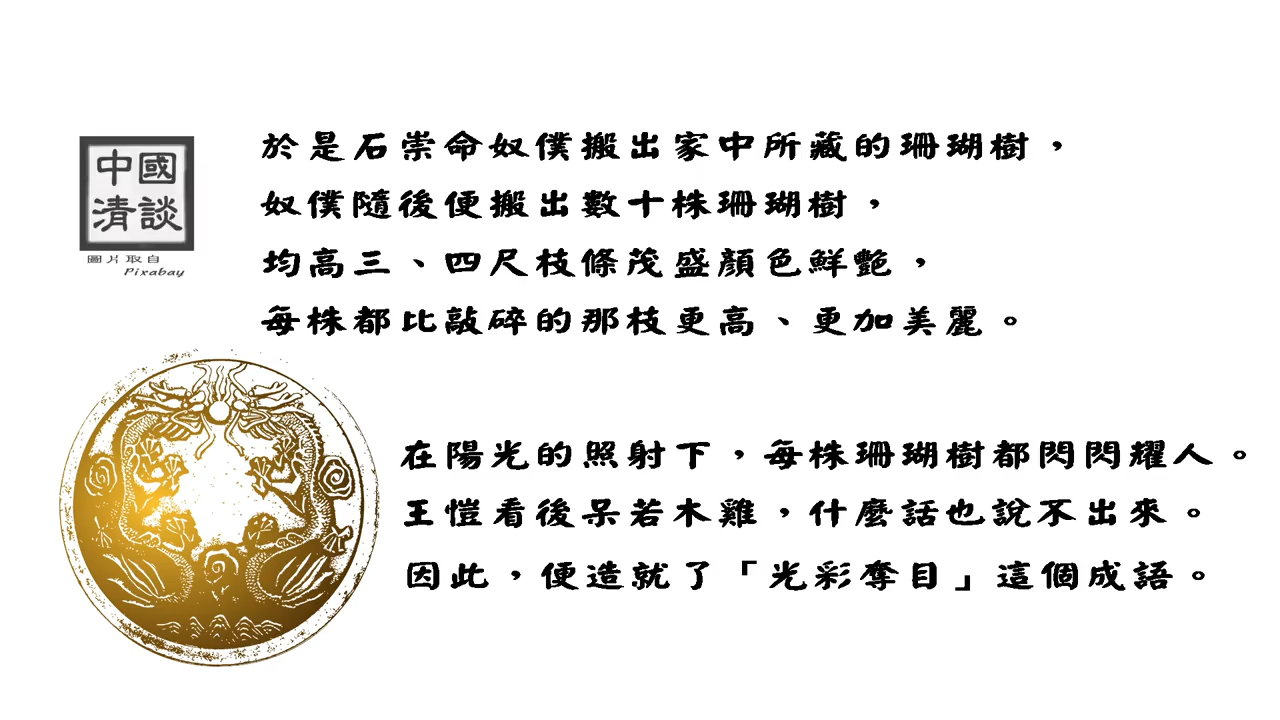 中國
清談
圖片取自
Pixabay
於是石崇命奴僕搬出家中所藏的珊瑚樹，
奴僕隨後便搬出數十株珊瑚樹，
均高三、四尺枝條茂盛顏色鮮艷，
每株都比敲碎的那枝更高、更加美麗。
在陽光的照射下，每株珊瑚樹都閃閃耀人。
王愷看後呆若木雞，什麼話也說不出來。
因此，便造就了「光彩奪目」這個成語。